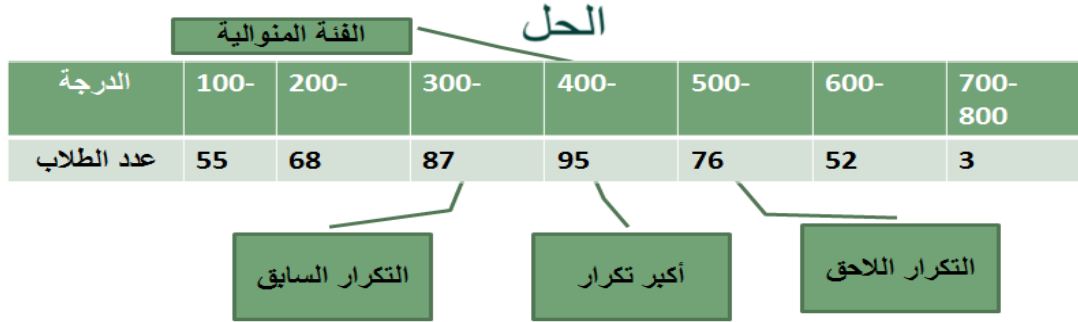 الحل
الفئة المنوالية
الدرجة 100- 200- 300- 400- 500- 600- 700-
800
عدد الطلاب 55 68 87 95 76 52 3
التكرار السابق أكبر تكرار التكرار اللاحق